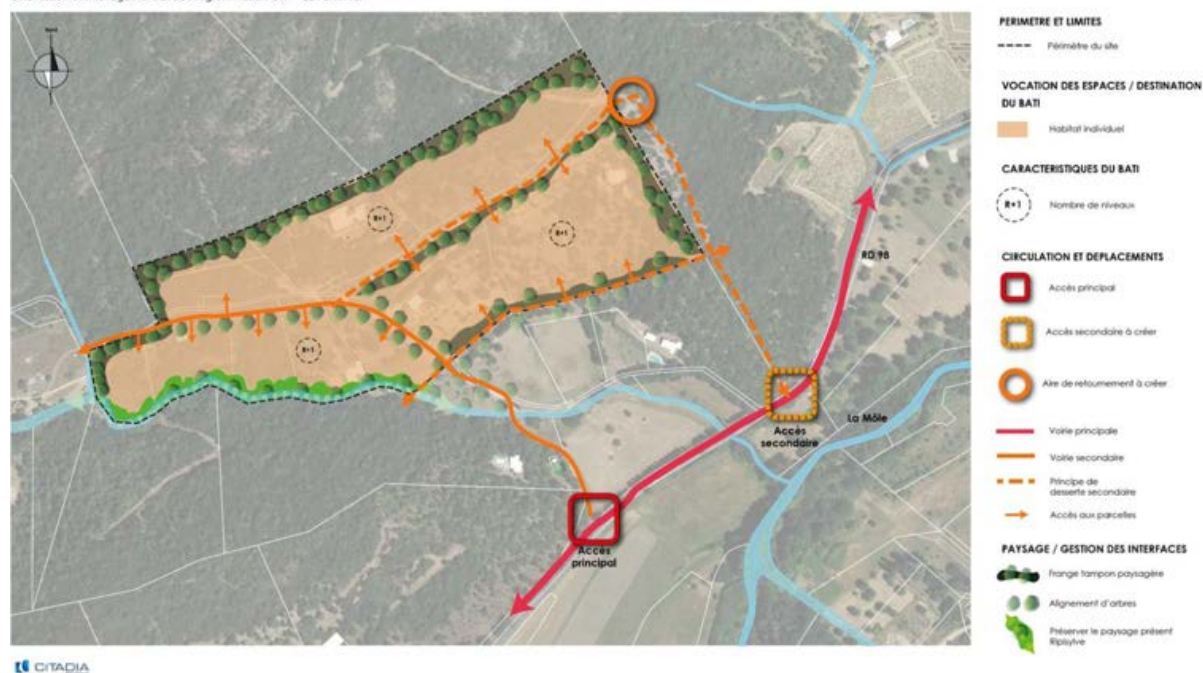 Nord
R+1
R+1
R+1
RD 98
La Môle
Accès
secondaire
Accès
principal
PERIMETRE ET LIMITES
Périmètre du site
VOCATION DES ESPACES / DESTINATION
DU BATI
Habitat individuel
CARACTERISTIQUES DU BATI
R+1
Nombre de niveaux
CIRCULATION ET DEPLACEMENTS
Accès principal
Accès secondaire à créer
Aire de retournement à créer
Voirie principale
Voirie secondaire
Principe de
desserte secondaire
Accès aux parcelles
PAYSAGE / GESTION DES INTERFACES
Frange tampon paysagère
Alignement d'arbres
Préserver le paysage présent
Ripisylve
CITADIA